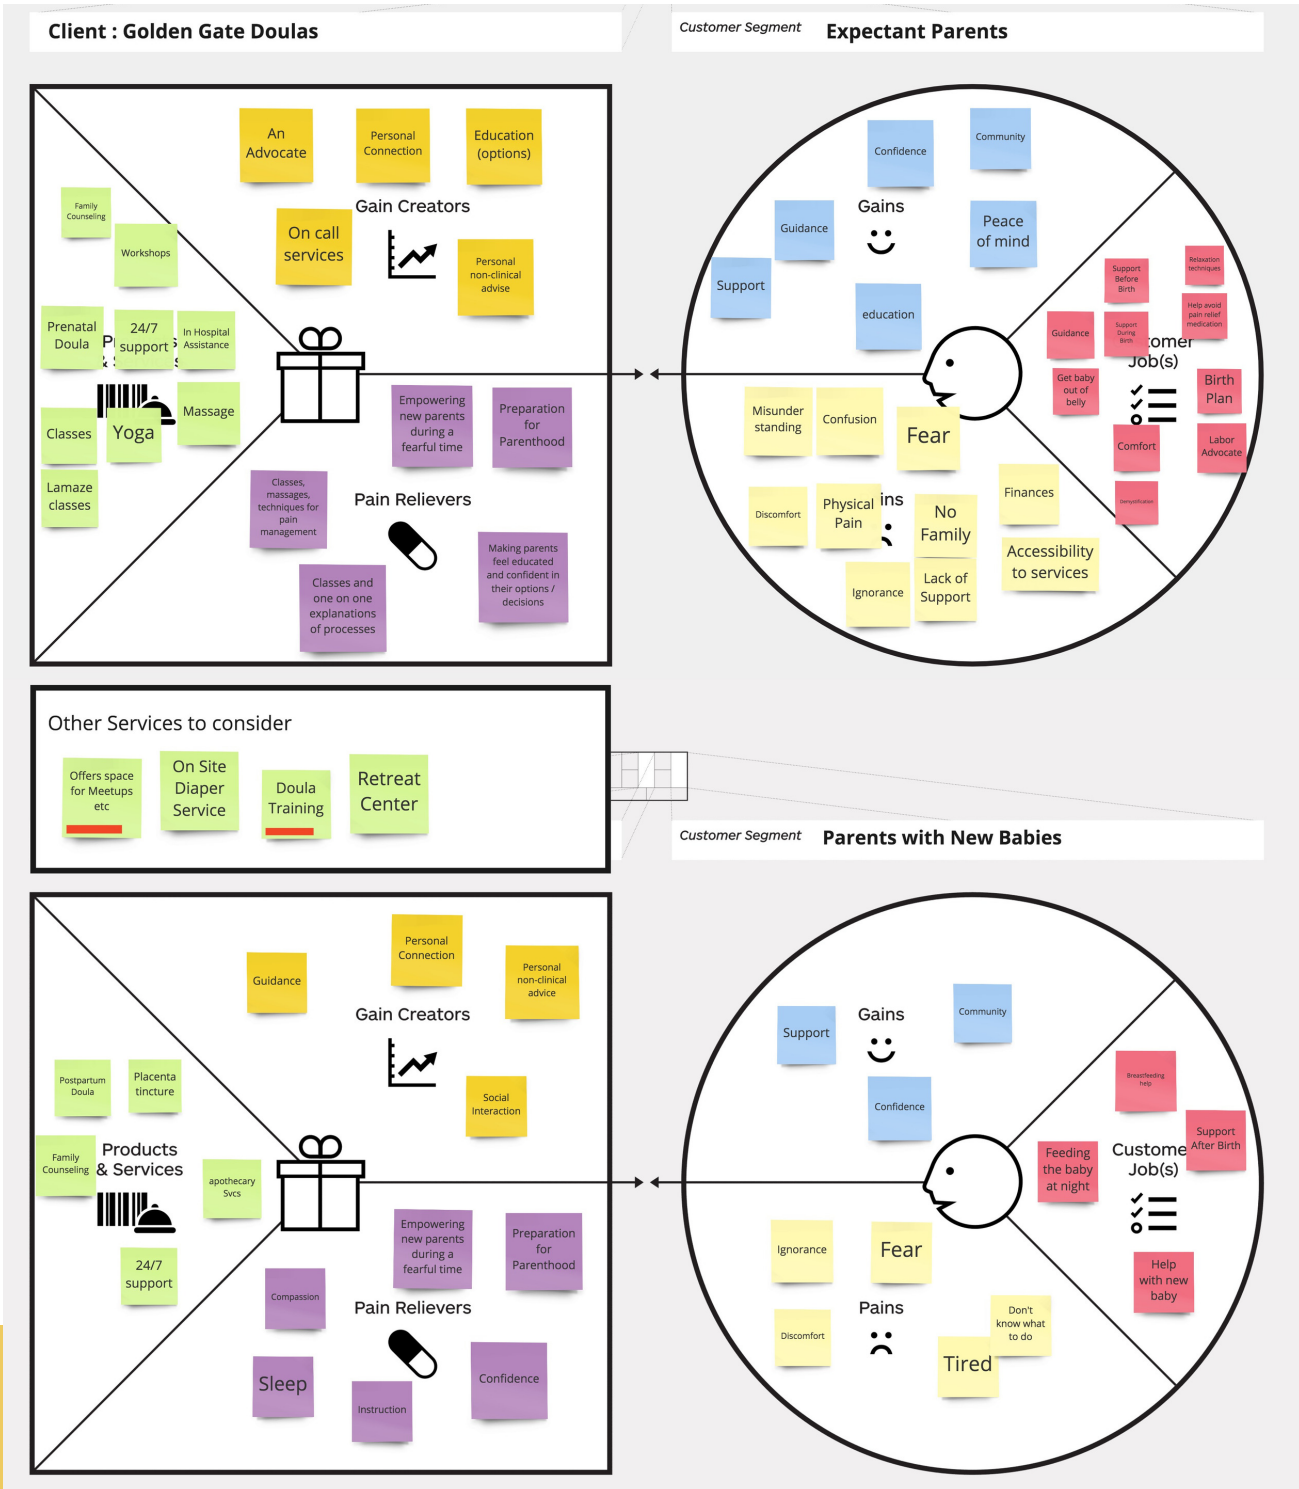 Client : Golden Gate Doulas
Customer Segment
Expectant Parents
An
Advocate
Personal
Connection
Education
(options)
Gain Creators
On call
services
Personal
non-clinical
advise
Family
Counseling
Workshops
Prenatal
Doula
24/7
support
In Hospital
Assistance
Massage
Classes
Yoga
Lamaze
classes
Empowering
new parents
during a
fearful time
Preparation
for
Parenthood
Classes,
massages,
techniques for
pain
management
Pain Relievers
Classes and
one on one
explanations
of processes
Making parents
feel educated
and confident in
their options /
decisions
Confidence
Community
Gains
Guidance
Peace
of mind
Support
education
Relaxation
techniques
Support
Before
Birth
Help avoid
pain relief
medication
Guidance
Support
During
Birth
Job(s)
Get baby
out of
belly
Birth
Plan
Comfort
Labor
Advocate
Demystification
Misunder
standing
Confusion
Fear
Discomfort
Physical
Pain
No
Family
Finances
Accessibility
to services
Ignorance
Lack of
Support
Other Services to consider
Offers space
for Meetups
etc
On Site
Diaper
Service
Doula
Training
Retreat
Center
Customer Segment
Parents with New Babies
Guidance
Personal
Connection
Personal
non-clinical
advice
Gain Creators
Social
Interaction
Postpartum
Doula
Placenta
tincture
Family
Counseling
Products
& Services
apothecary
Svcs
24/7
support
Empowering
new parents
during a
fearful time
Preparation
for
Parenthood
Compassion
Pain Relievers
Sleep
Instruction
Confidence
Support
Gains
Community
Confidence
Breastfeeding
help
Support
After Birth
Feeding
the baby
at night
Custome
Job(s)
Help
with new
baby
Ignorance
Fear
Pains
Discomfort
Don't
know what
to do
Tired